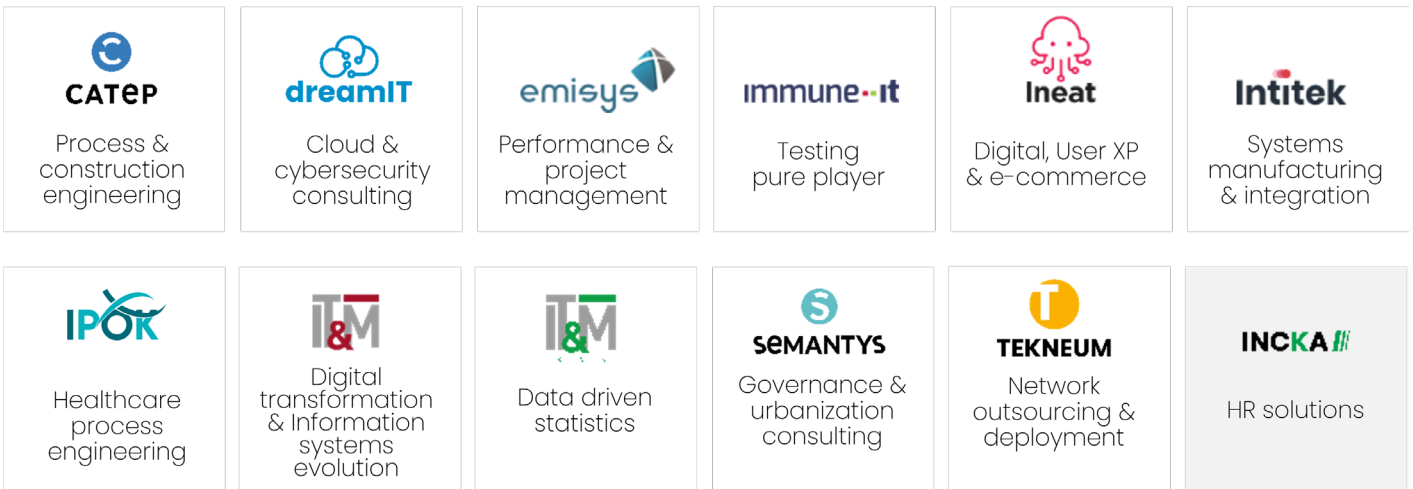 CATEP
Process &
construction
engineering
dreamIT
Cloud &
cybersecurity
consulting
emisys
Performance &
project
management
immune-it
Testing
pure player
Ineat
Digital, User XP
& e-commerce
Intitek
Systems
manufacturing
& integration
IPOK
Healthcare
process
engineering
IT&M
Digital
transformation
& Information
systems
evolution
IT&M
Data driven
statistics
S
SEMANTYS
Governance &
urbanization
consulting
T
TEKNEUM
Network
outsourcing &
deployment
INCKA
HR solutions